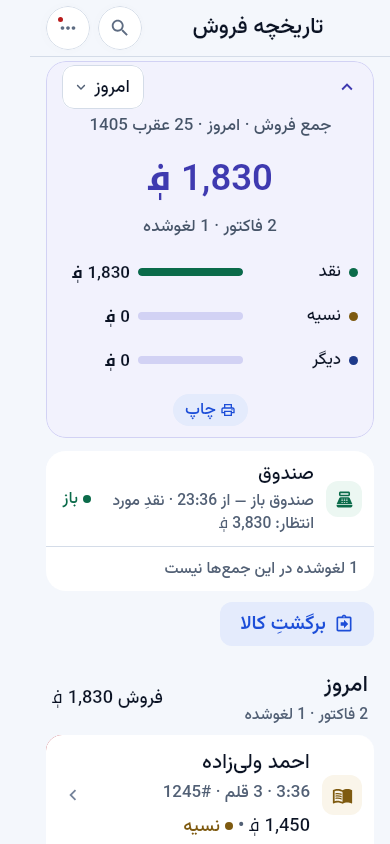 تاریخچه فروش
امروز
جمع فروش · امروز · 25 عقرب 1405
1,830 ؋
2 فاکتور · 1 لغوشده
نقد 1,830 ؋
نسیه 0 ؋
دیگر 0 ؋
چاپ
صندوق
صندوق باز — از 23:36 · نقدِ مورد
انتظار: 3,830 ؋
باز
1 لغوشده در این جمع‌ها نیست
برگشتِ کالا
امروز
2 فاکتور · 1 لغوشده
فروش 1,830 ؋
احمد ولی‌زاده
3:36 · 3 قلم · #1245
1,450 ؋ • نسیه